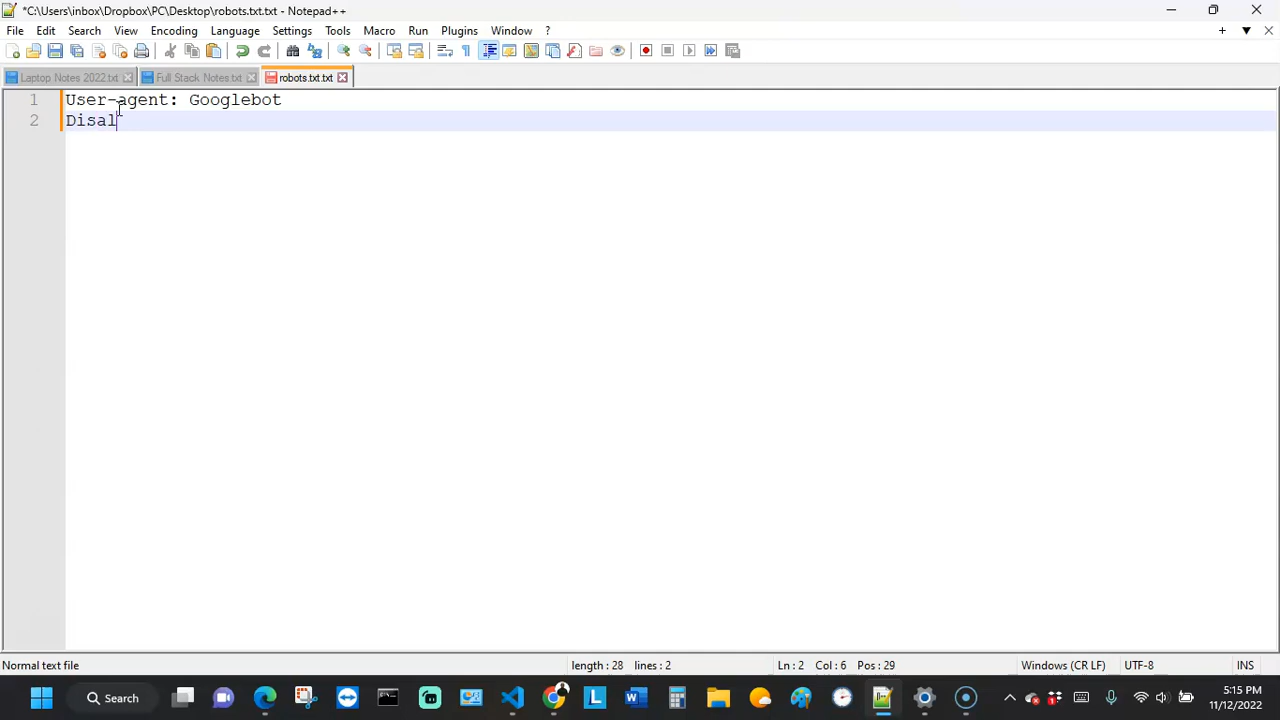 *C:\Users\inbox\Dropbox\PC\Desktop\robots.txt.txt - Notepad++
File Edit Search View Encoding Language Settings Tools Macro Run Plugins Window ?
Laptop Notes 2022.txt Full Stack Notes.txt robots.txt.txt
1 User-agent: Googlebot
2 Disal
Normal text file length : 28 lines : 2 Ln : 2 Col : 6 Pos : 29 Windows (CR LF) UTF-8 INS
Search
5:15 PM
11/12/2022